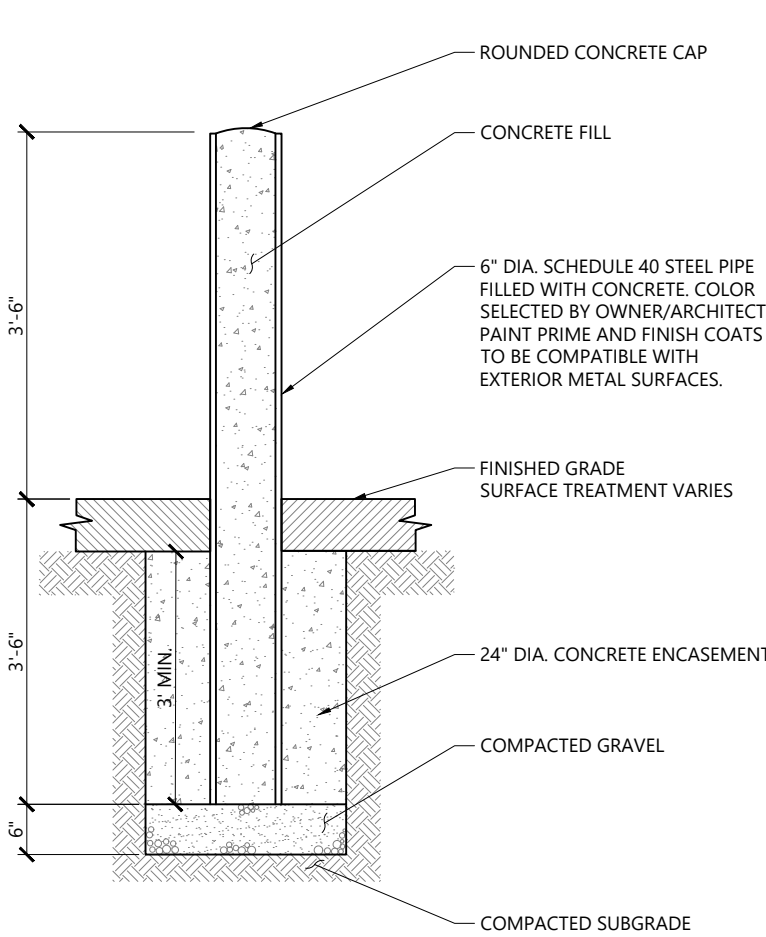 ROUNDED CONCRETE CAP
CONCRETE FILL
3'-6"
6" DIA. SCHEDULE 40 STEEL PIPE
FILLED WITH CONCRETE. COLOR
SELECTED BY OWNER/ARCHITECT
PAINT PRIME AND FINISH COATS
TO BE COMPATIBLE WITH
EXTERIOR METAL SURFACES.
FINISHED GRADE
SURFACE TREATMENT VARIES
3'-6"
3' MIN.
24" DIA. CONCRETE ENCASEMENT
COMPACTED GRAVEL
6"
COMPACTED SUBGRADE